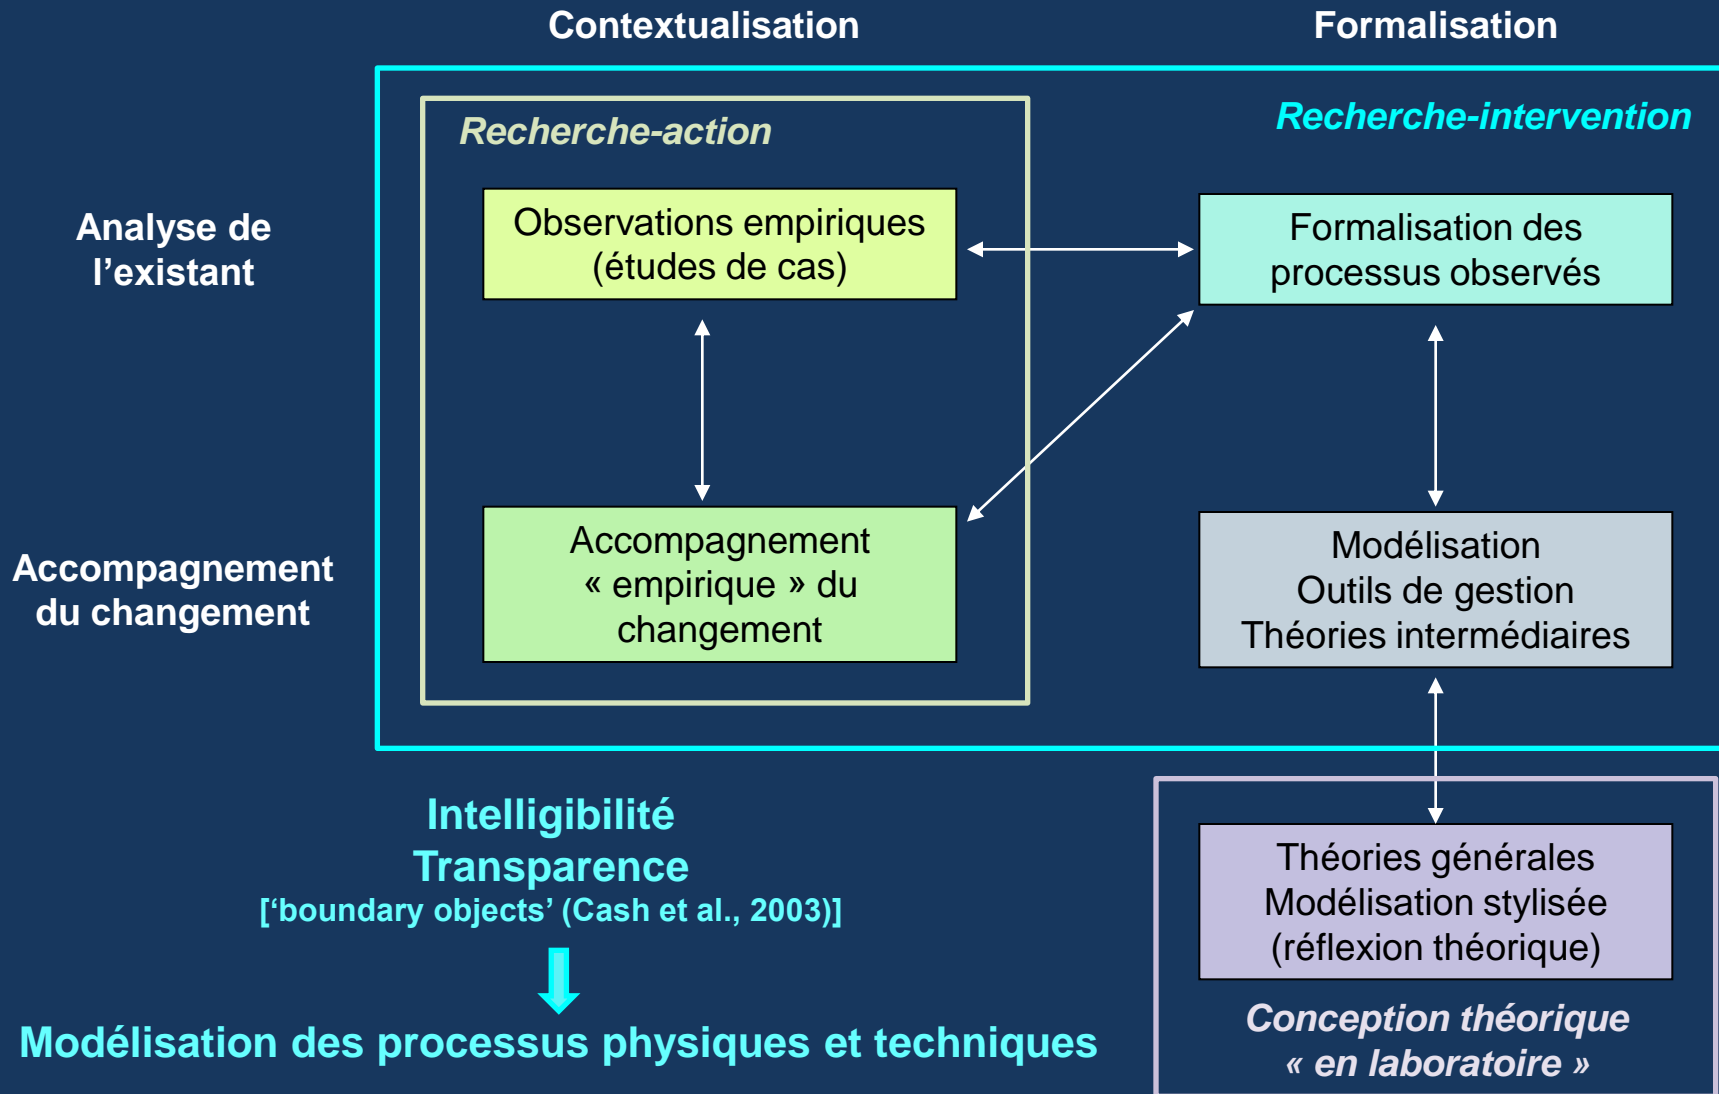 Contextualisation
Formalisation
Recherche-action
Recherche-intervention
Analyse de
l’existant
Observations empiriques
(études de cas)
Formalisation des
processus observés
Accompagnement
du changement
Accompagnement
« empirique » du
changement
Modélisation
Outils de gestion
Théories intermédiaires
Intelligibilité
Transparence
[‘boundary objects’ (Cash et al., 2003)]
Modélisation des processus physiques et techniques
Théories générales
Modélisation stylisée
(réflexion théorique)
Conception théorique
« en laboratoire »